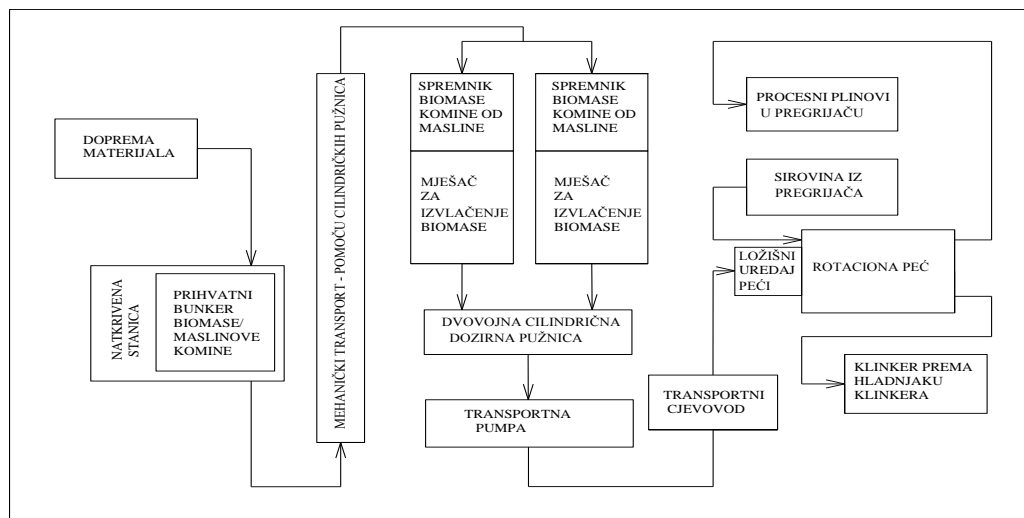 DOPREMA
MATERIJALA
NATKRIVENA
STANICA
PRIHVATNI
BUNKER
BIOMASE/
MASLINOVE
KOMINE
MEHANIČKI TRANSPORT - POMOĆU CILINDRIČKIH PUŽNICA
SPREMNIK
BIOMASE
KOMINE OD
MASLINE
MJEŠAČ
ZA
IZVLAČENJE
BIOMASE
SPREMNIK
BIOMASE
KOMINE OD
MASLINE
MJEŠAČ
ZA
IZVLAČENJE
BIOMASE
DVOVOJNA CILINDRIČNA
DOZIRNA PUŽNICA
TRANSPORTNA
PUMPA
TRANSPORTNI
CJEVOVOD
LOŽIŠNI
UREDAJ
PEĆI
ROTACIONA PEĆ
PROCESNI PLINOVI
U PREGRIJAČU
SIROVINA IZ
PREGRIJAČA
KLINKER PREMA
HLADNJAKU
KLINKERA